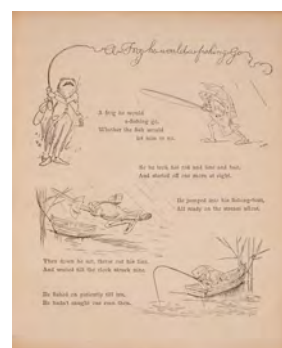 A Frog he would a-fishing Go
A frog he would
a-fishing go,
Whether the fish would
bite or no.
So he took his rod and line and bait,
And started off one morn at eight.
He jumped into his fishing-boat,
All ready on the stream afloat.
Then down he sat, threw out his line,
And waited till the clock struck nine.
He fished on patiently till ten,
He hadn't caught one even then.